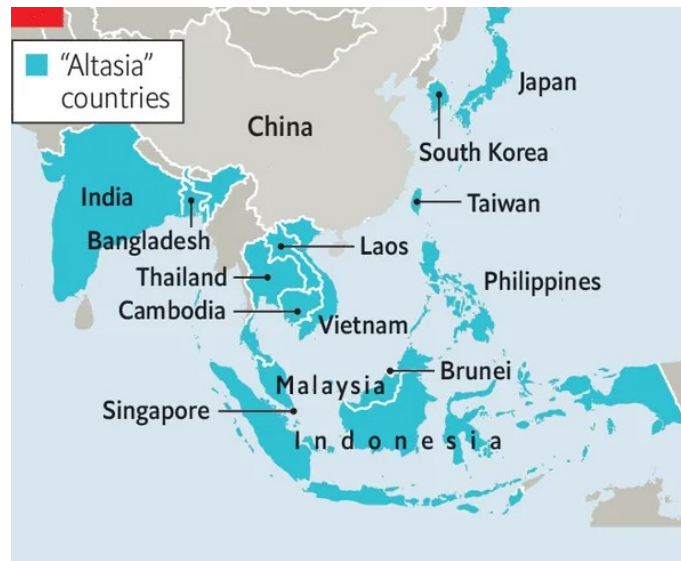 “Altasia”
countries
Japan
China
South Korea
India
Taiwan
Bangladesh
Laos
Thailand
Philippines
Cambodia
Vietnam
Brunei
Malaysia
Singapore
Indonesia